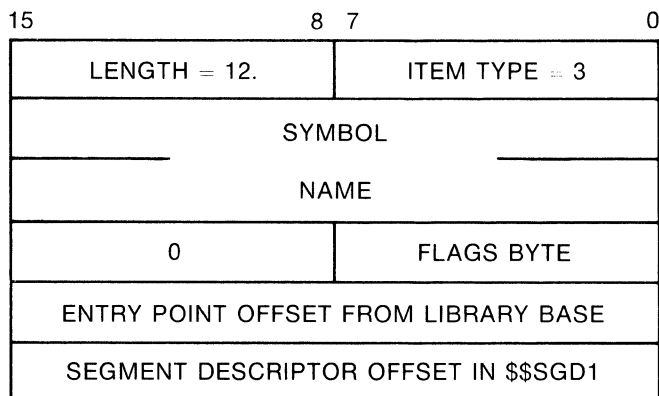 15 8 7 0
LENGTH = 12. ITEM TYPE = 3
SYMBOL
NAME
0 FLAGS BYTE
ENTRY POINT OFFSET FROM LIBRARY BASE
SEGMENT DESCRIPTOR OFFSET IN $$SGD1